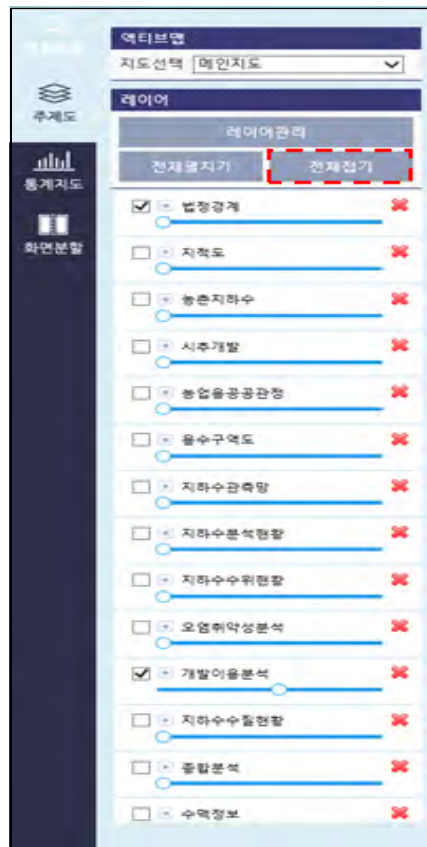 액티브맵
지도선택 메인지도
레이어
주제도
레이어관리
전체펼치기 전체접기
통계지도
화면분할
법정경계
지적도
농촌지하수
시추개발
농업용공공관정
용수구역도
지하수관측망
지하수분석현황
지하수수위현황
오염취약성분석
개발이용분석
지하수수질현황
종합분석
수맥정보